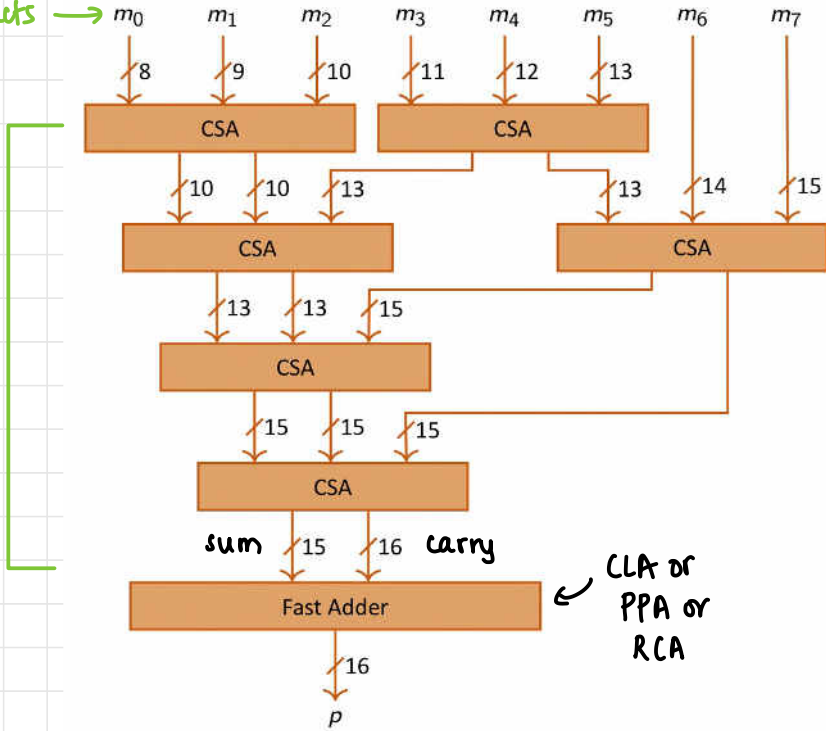 m0 m1 m2 m3 m4 m5 m6 m7
8 9 10 11 12 13
CSA CSA
10 10 13 13 14 15
CSA CSA
13 13 15
CSA
15 15 15
CSA
sum 15 16 carry
Fast Adder
CLA or
PPA or
RCA
16
p